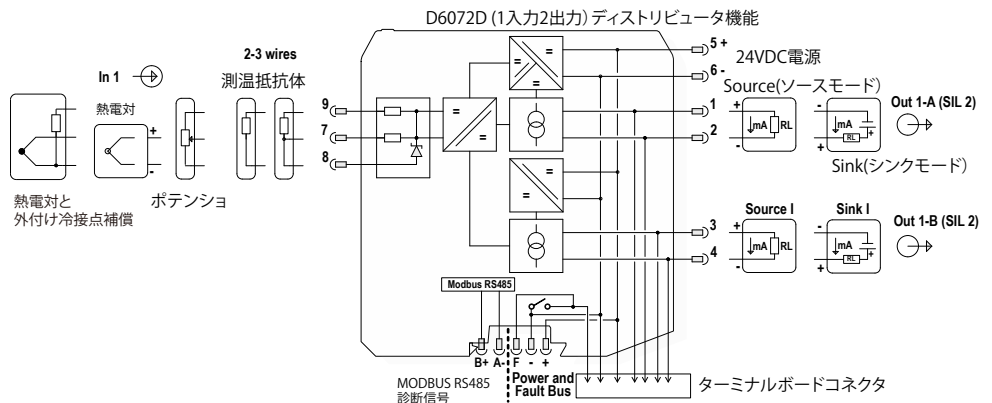 D6072D (1入力2出力) ディストリビュータ機能
In 1
2-3 wires
測温抵抗体
熱電対
+
-
熱電対と
外付け冷接点補償
ポテンショ
9
7
8
=
=
=
=
=
=
=
=
=
5 +
6 -
24VDC電源
1
2
Source(ソースモード)
+
mA
RL
-
-
mA
RL
+
+
Out 1-A (SIL 2)
Sink(シンクモード)
3
4
Source I
Sink I
+
mA
RL
-
-
mA
RL
+
+
Out 1-B (SIL 2)
Modbus RS485
B+ A- F - +
MODBUS RS485
診断信号
Power and
Fault Bus
ターミナルボードコネクタ